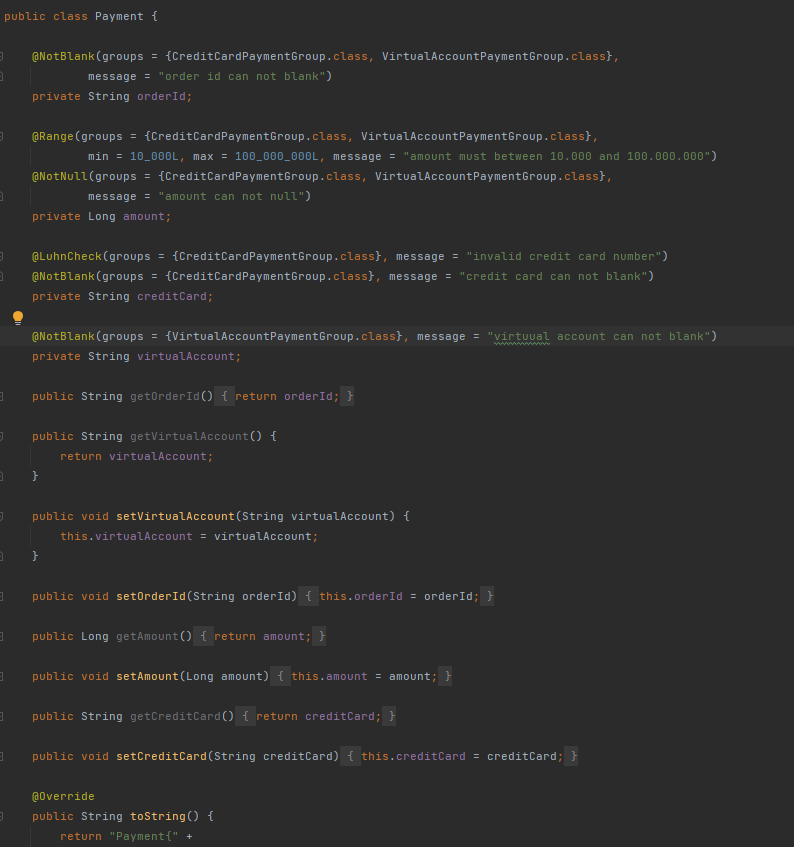 public class Payment {
@NotBlank(groups = {CreditCardPaymentGroup.class, VirtualAccountPaymentGroup.class},
message = "order id can not blank")
private String orderId;
@Range(groups = {CreditCardPaymentGroup.class, VirtualAccountPaymentGroup.class},
min = 10_000L, max = 100_000_000L, message = "amount must between 10.000 and 100.000.000")
@NotNull(groups = {CreditCardPaymentGroup.class, VirtualAccountPaymentGroup.class},
message = "amount can not null")
private Long amount;
@LuhnCheck(groups = {CreditCardPaymentGroup.class}, message = "invalid credit card number")
@NotBlank(groups = {CreditCardPaymentGroup.class}, message = "credit card can not blank")
private String creditCard;
@NotBlank(groups = {VirtualAccountPaymentGroup.class}, message = "virtuual account can not blank")
private String virtualAccount;
public String getOrderId() { return orderId; }
public String getVirtualAccount() {
return virtualAccount;
}
public void setVirtualAccount(String virtualAccount) {
this.virtualAccount = virtualAccount;
}
public void setOrderId(String orderId) { this.orderId = orderId; }
public Long getAmount() { return amount; }
public void setAmount(Long amount) { this.amount = amount; }
public String getCreditCard() { return creditCard; }
public void setCreditCard(String creditCard) { this.creditCard = creditCard; }
@Override
public String toString() {
return "Payment{" +